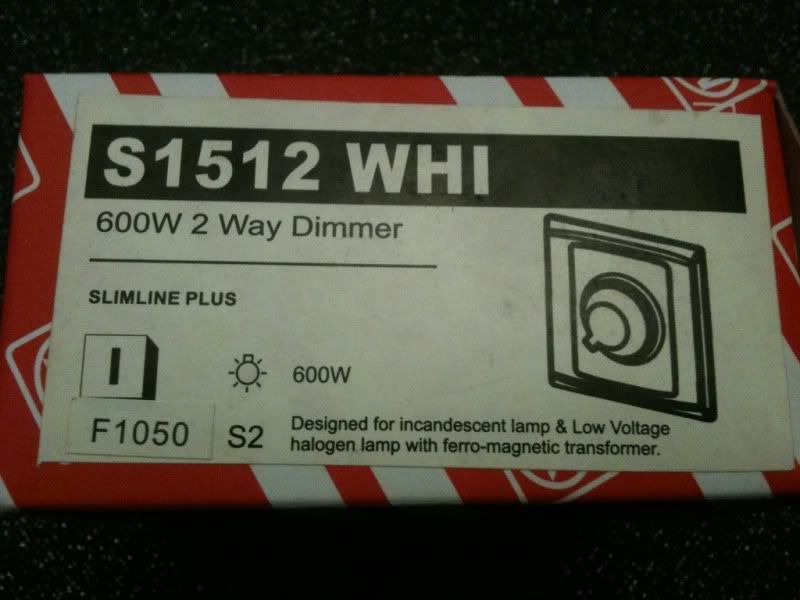 S1512 WHI
600W 2 Way Dimmer
SLIMLINE PLUS
I
600W
F1050
S2
Designed for incandescent lamp & Low Voltage
halogen lamp with ferro-magnetic transformer.